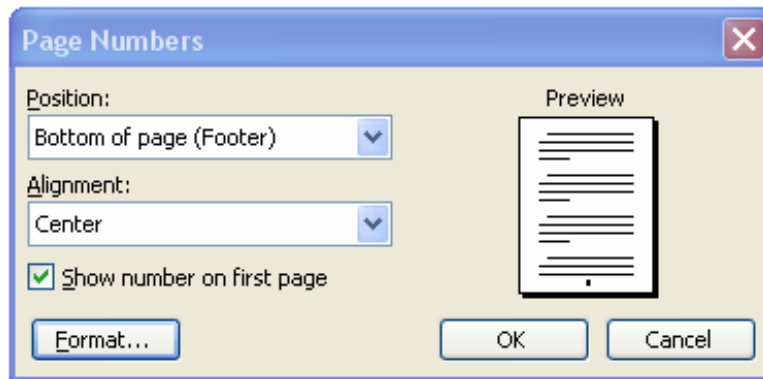 Page Numbers
Position:
Preview
Bottom of page (Footer)
Alignment:
Center
Show number on first page
Format...
OK
Cancel